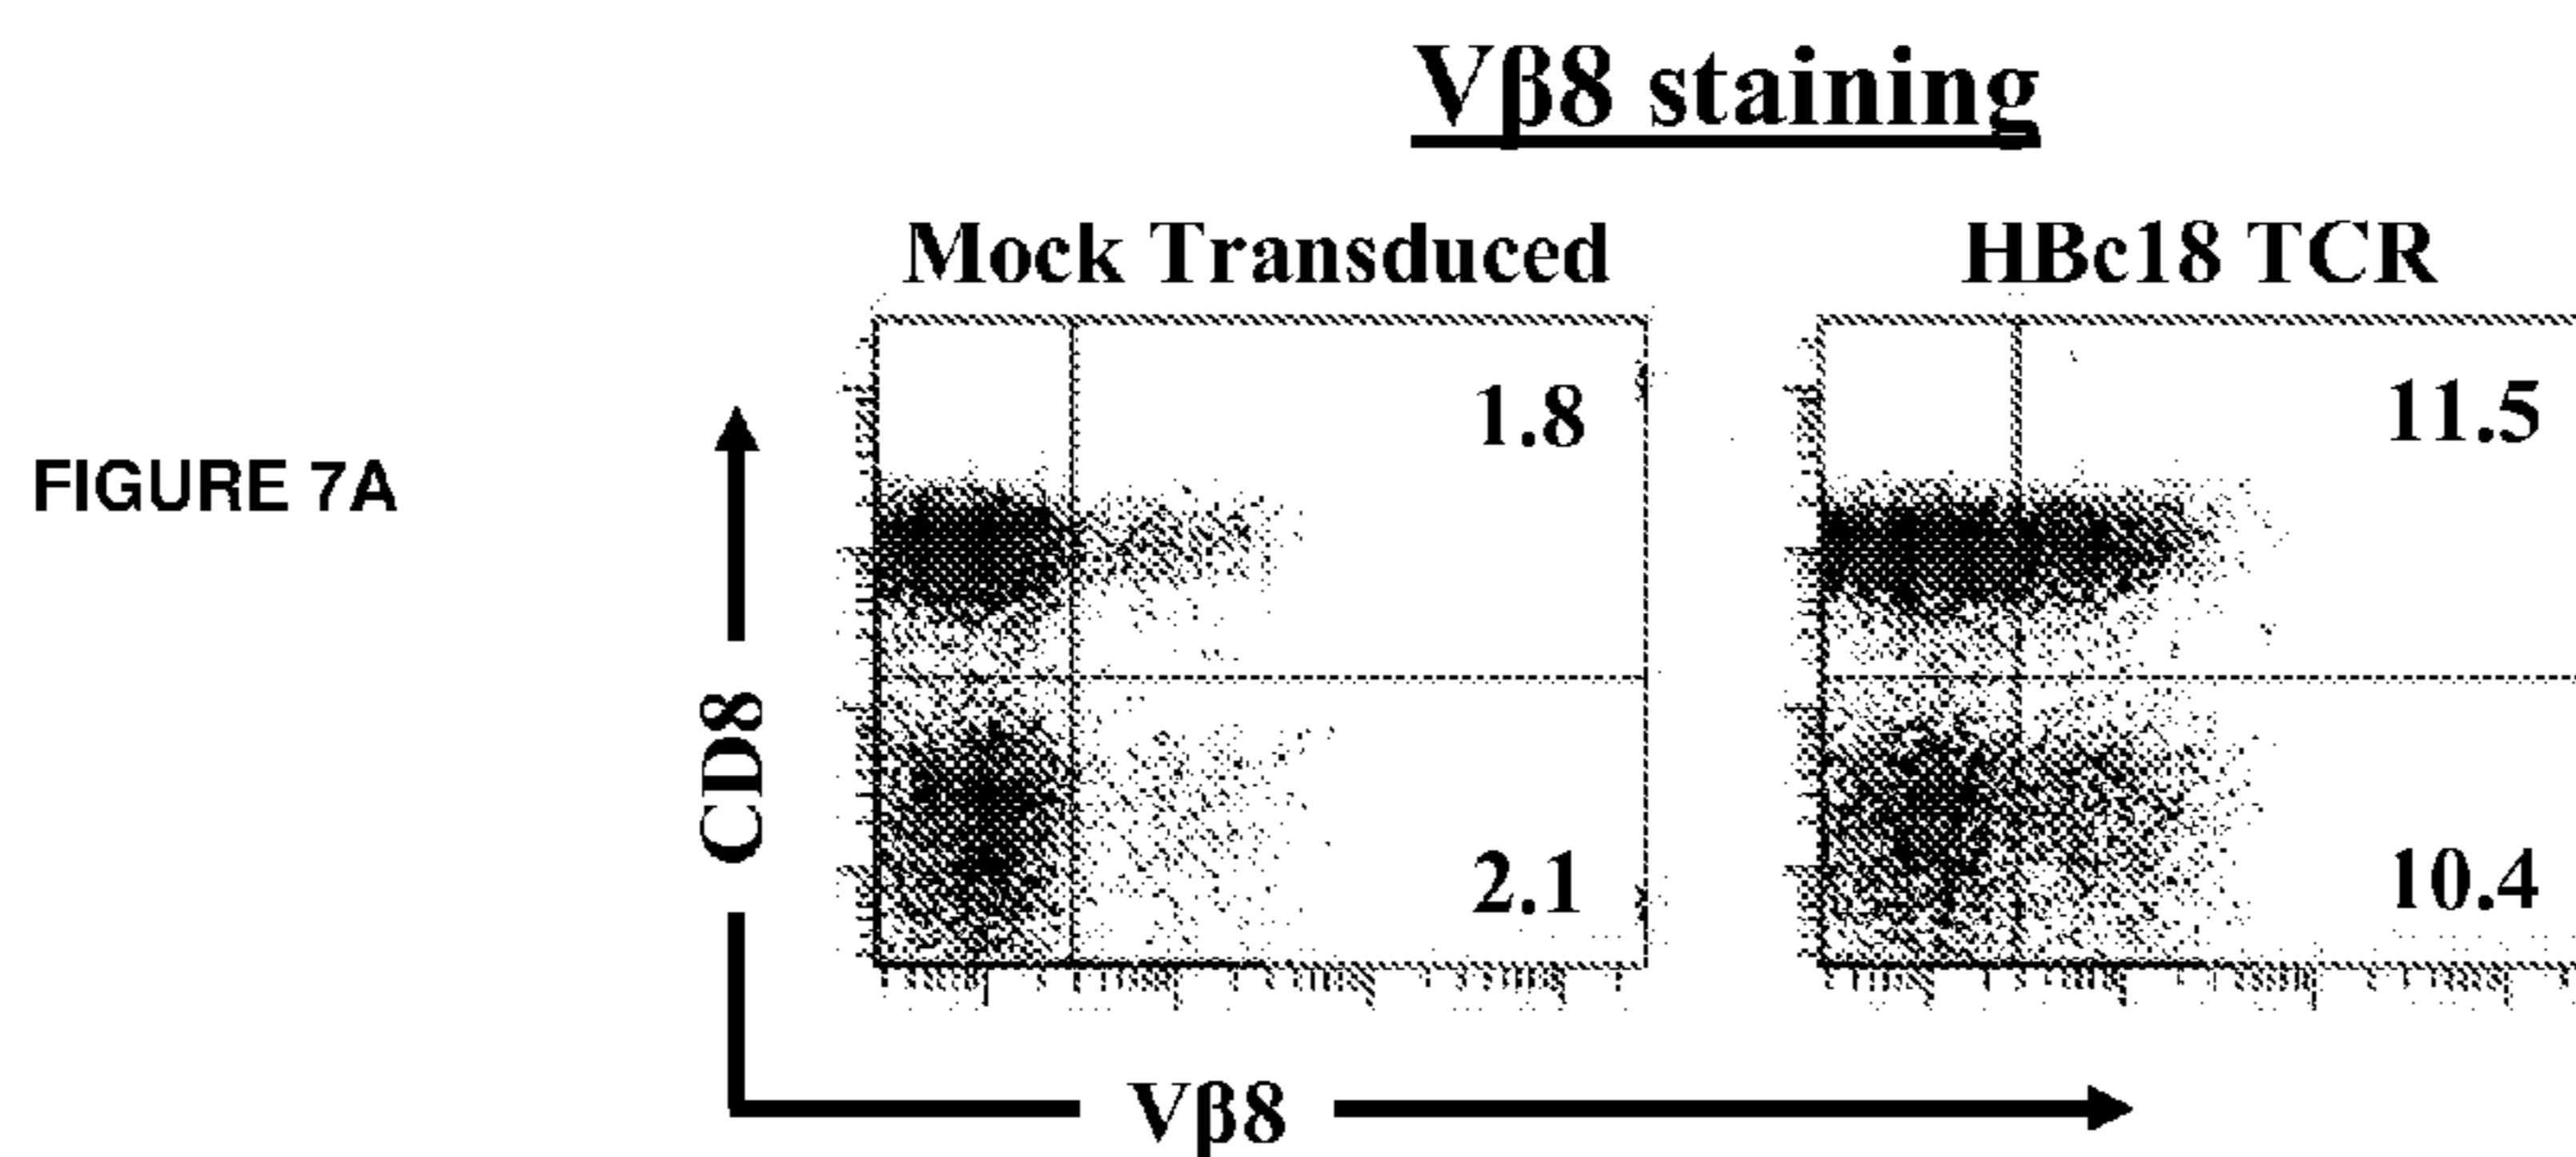 Vβ8 staining
Mock Transduced
HBc18 TCR
1.8
11.5
FIGURE 7A
CD8
2.1
10.4
Vβ8